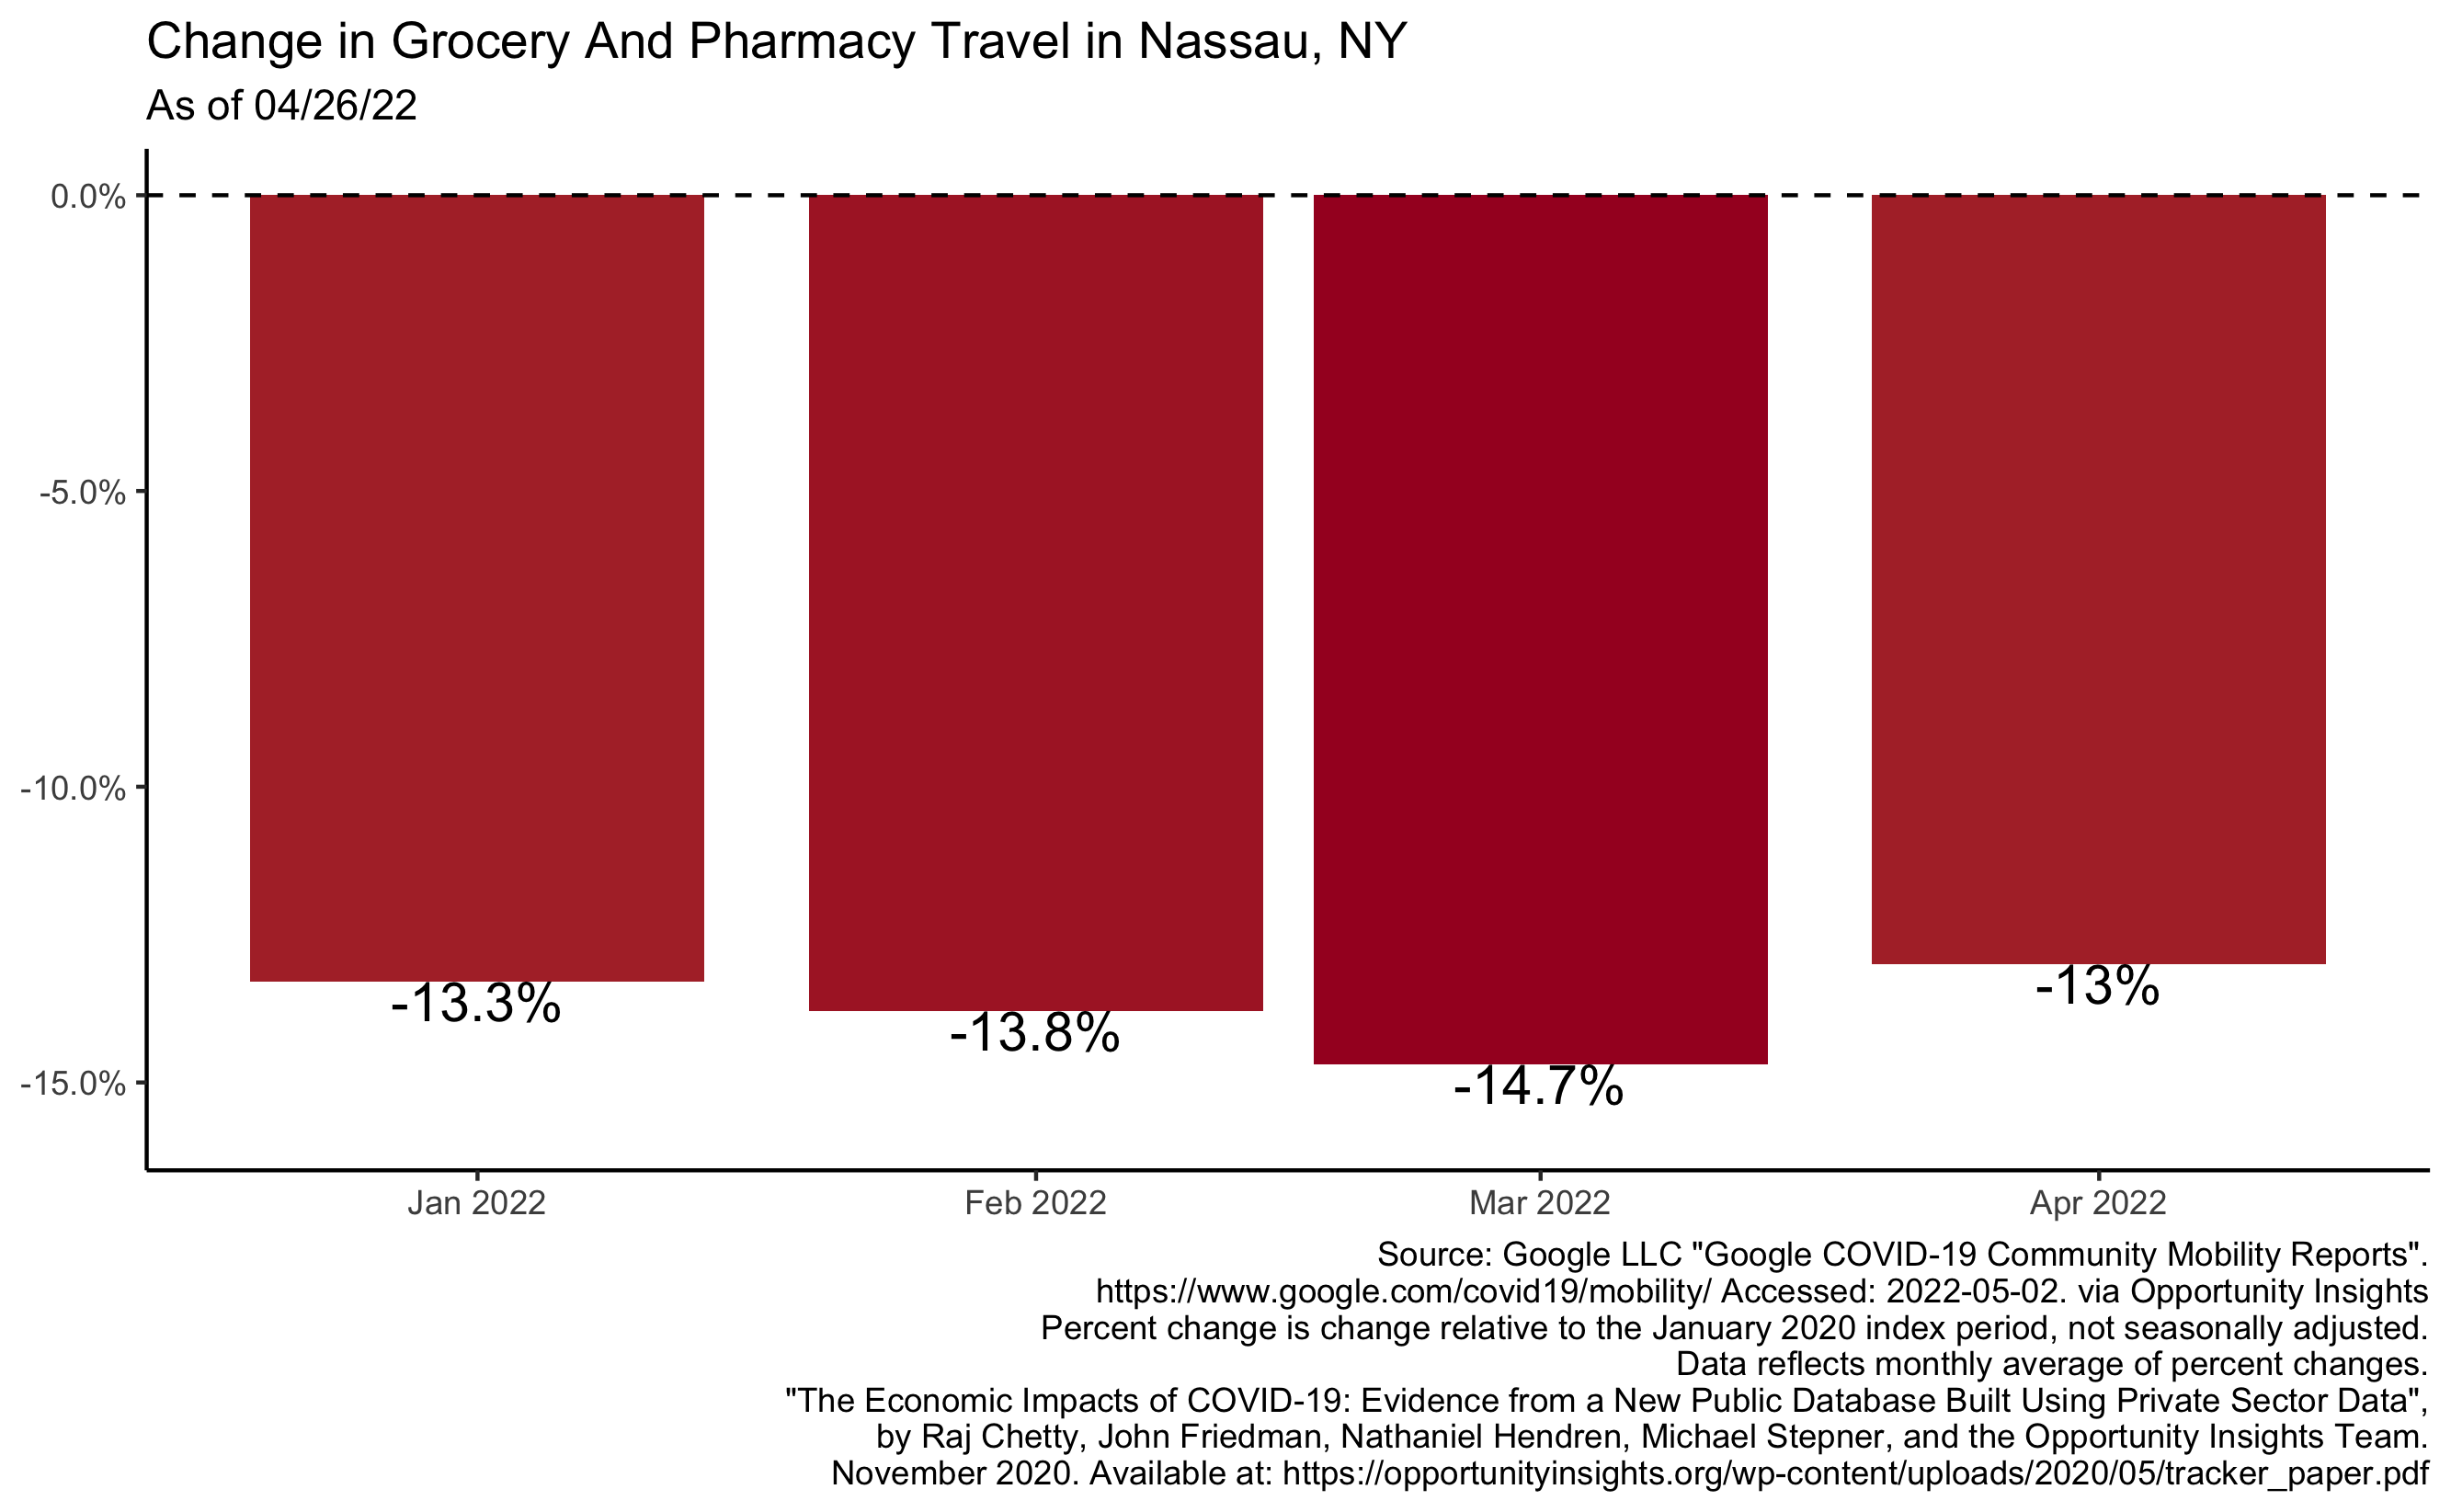 Change in Grocery And Pharmacy Travel in Nassau, NY
As of 04/26/22
0.0%
-5.0%
-10.0%
-15.0%
-13.3%
-13.8%
-14.7%
-13%
Jan 2022
Feb 2022
Mar 2022
Apr 2022
Source: Google LLC "Google COVID-19 Community Mobility Reports".
https://www.google.com/covid19/mobility/ Accessed: 2022-05-02. via Opportunity Insights
Percent change is change relative to the January 2020 index period, not seasonally adjusted.
Data reflects monthly average of percent changes.
"The Economic Impacts of COVID-19: Evidence from a New Public Database Built Using Private Sector Data",
by Raj Chetty, John Friedman, Nathaniel Hendren, Michael Stepner, and the Opportunity Insights Team.
November 2020. Available at: https://opportunityinsights.org/wp-content/uploads/2020/05/tracker_paper.pdf